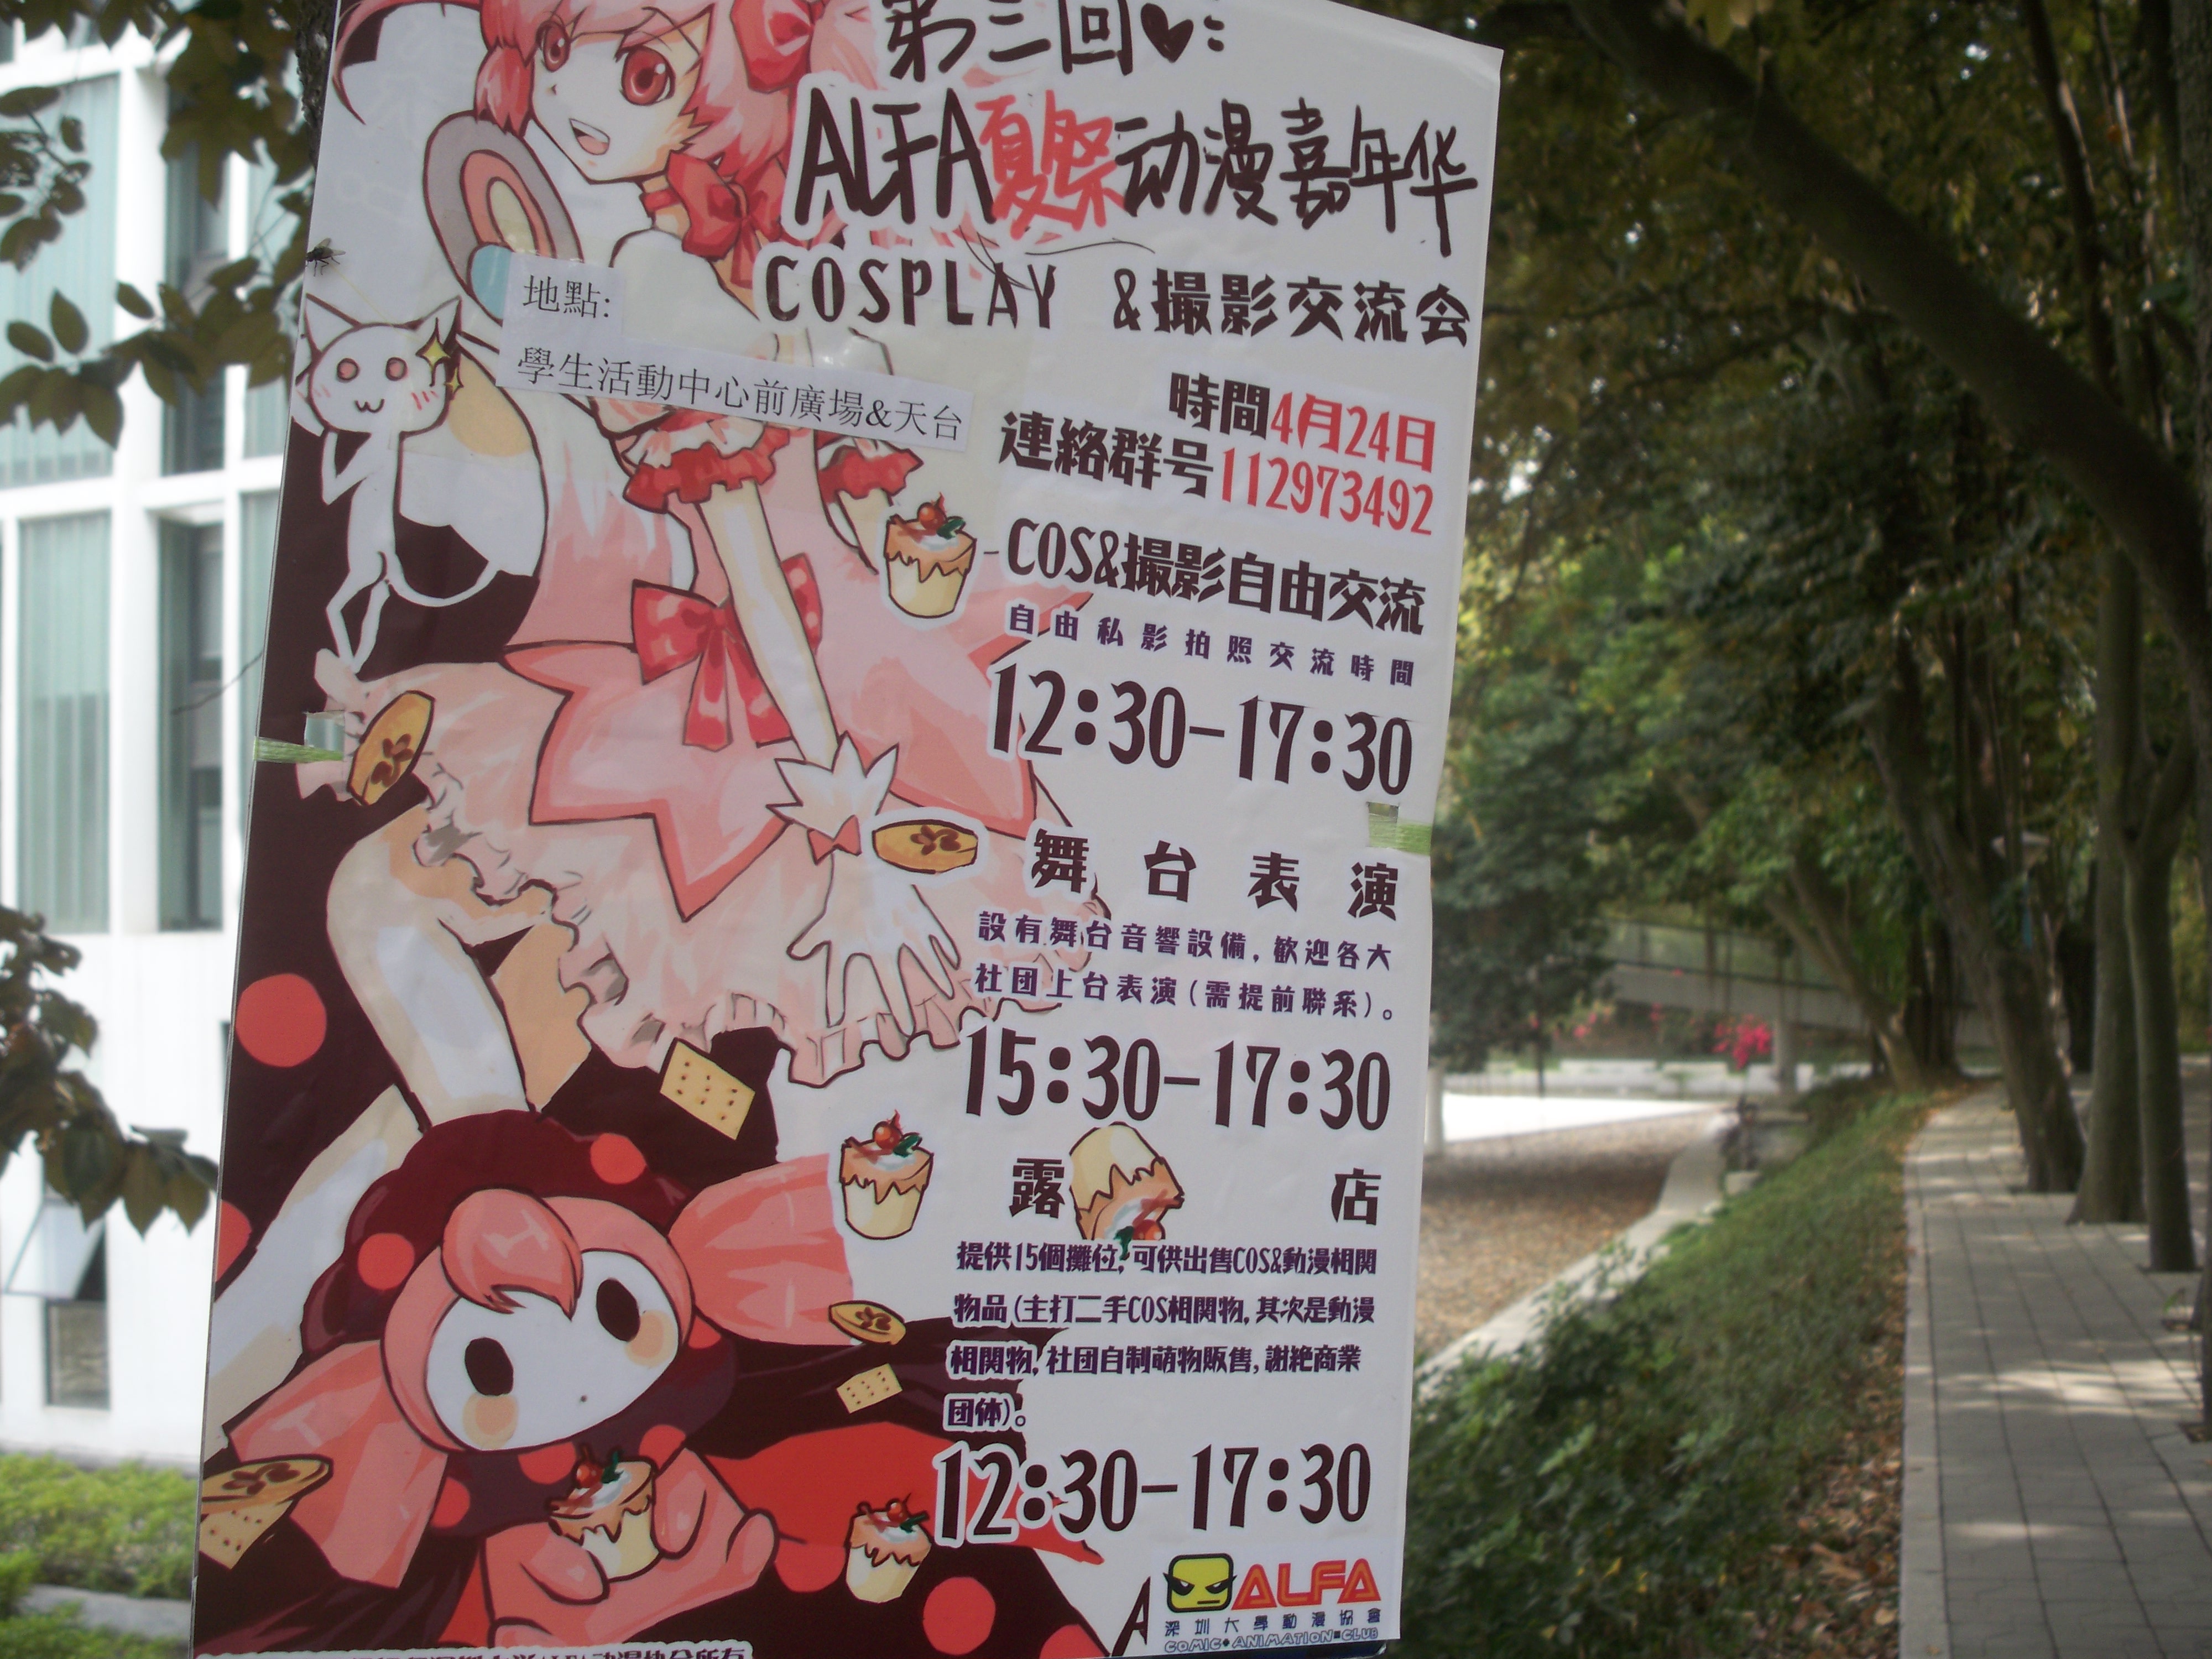 第三回♥:
ALFA夏祭动漫嘉年华
COSPLAY &撮影交流会
地點:
學生活動中心前廣場&天台
時間4月24日
連絡群号112973492
COS&撮影自由交流
自由私影拍照交流時間
12:30-17:30
舞台表演
設有舞台音響設備,歡迎各大
社团上台表演(需提前聯系)。
15:30-17:30
露店
提供15個攤位,可供出售COS&動漫相関
物品(主打二手COS相関物,其次是動漫
相関物,社団自制萌物販售,謝絶商業
団体)。
12:30-17:30
A
ALFA
深圳大學動漫協會
COMIC·ANIMATION·CLUB
动漫协会所有